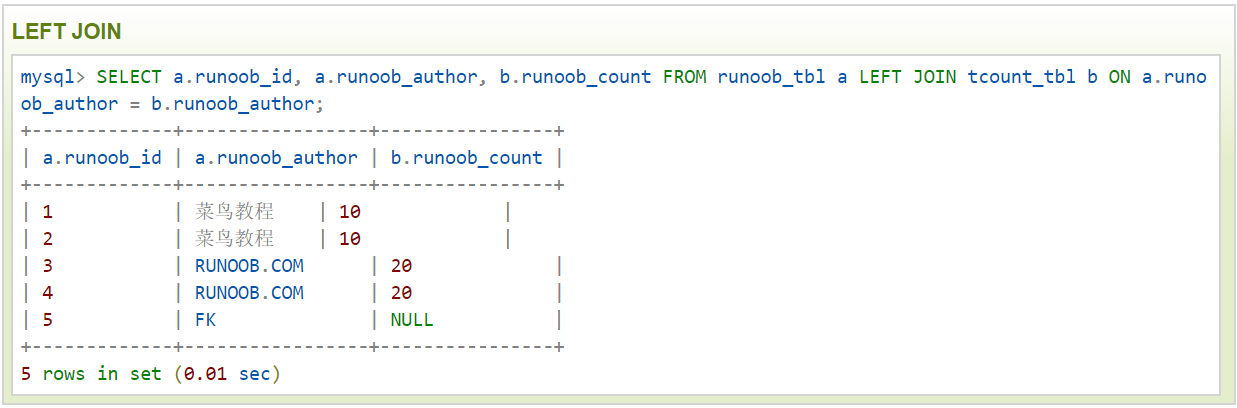 LEFT JOIN
mysql> SELECT a.runoob_id, a.runoob_author, b.runoob_count FROM runoob_tbl a LEFT JOIN tcount_tbl b ON a.runo
ob_author = b.runoob_author;
+-------------+-----------------+----------------+
| a.runoob_id | a.runoob_author | b.runoob_count |
+-------------+-----------------+----------------+
| 1           | 菜鸟教程    | 10             |
| 2           | 菜鸟教程    | 10             |
| 3           | RUNOOB.COM      | 20             |
| 4           | RUNOOB.COM      | 20             |
| 5           | FK              | NULL           |
+-------------+-----------------+----------------+
5 rows in set (0.01 sec)